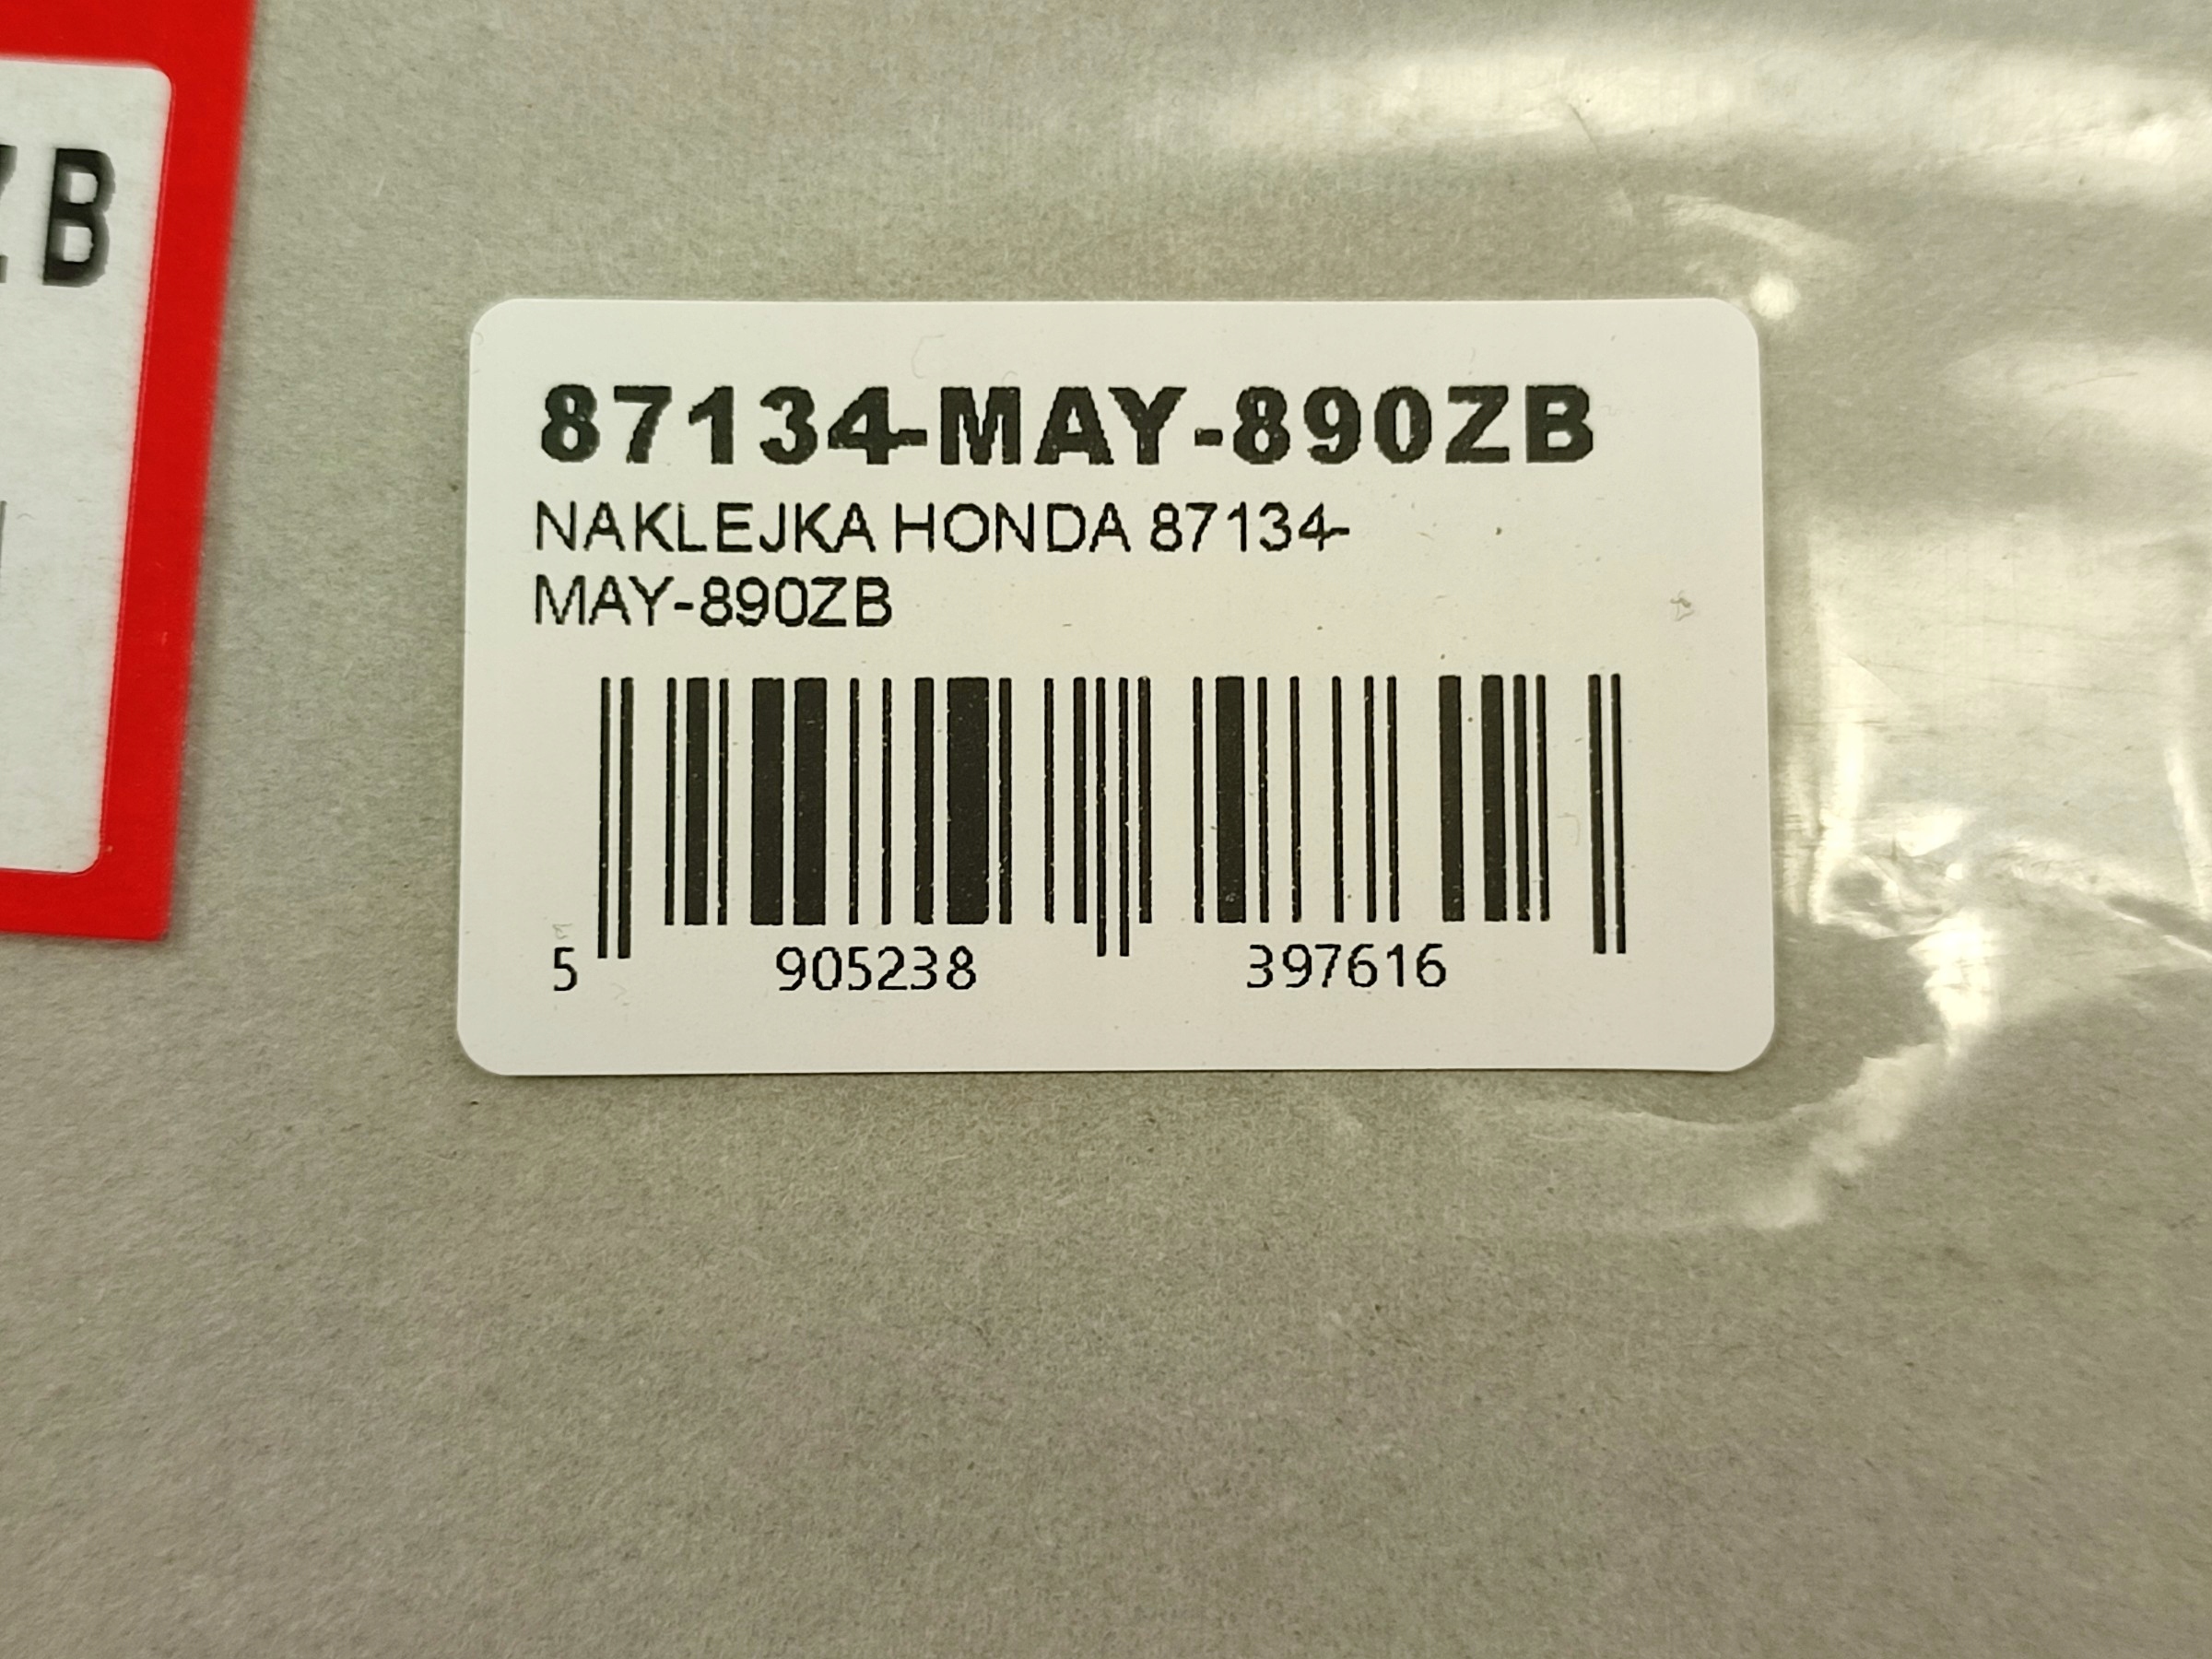 ZB
87134-MAY-890ZB
NAKLEJKA HONDA 87134-
MAY-890ZB
5 905238 397616